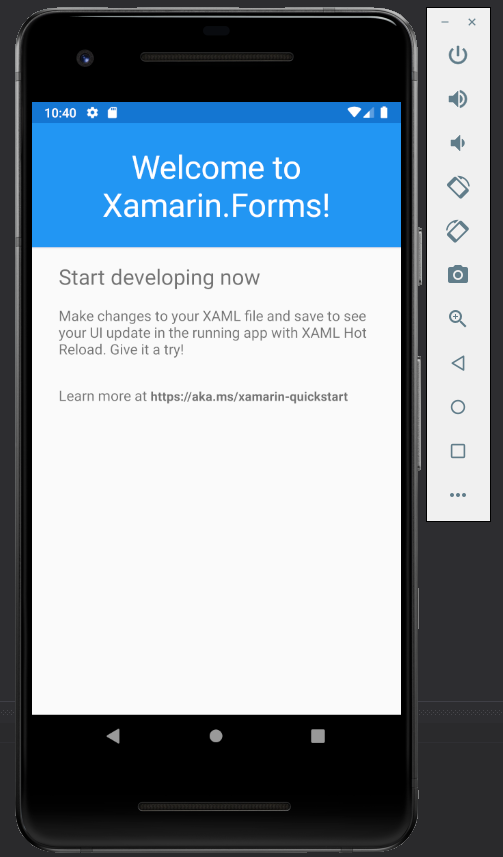 10:40
Welcome to
Xamarin.Forms!
Start developing now
Make changes to your XAML file and save to see
your UI update in the running app with XAML Hot
Reload. Give it a try!
Learn more at https://aka.ms/xamarin-quickstart